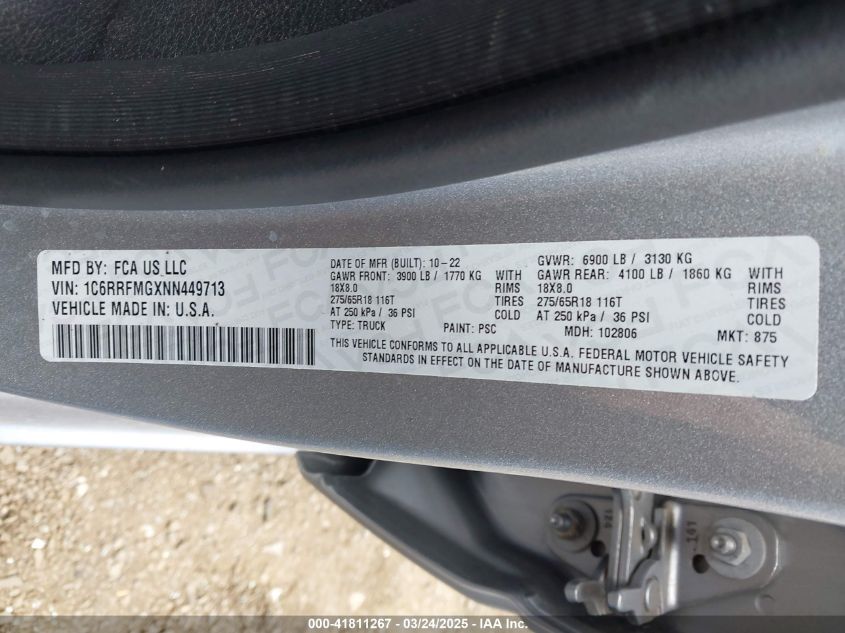 MFD BY: FCA US LLC
VIN: 1C6RRFMGXNN449713
VEHICLE MADE IN: U.S.A.
DATE OF MFR (BUILT): 10-22 GVWR: 6900 LB / 3130 KG
GAWR FRONT: 3900 LB / 1770 KG WITH GAWR REAR: 4100 LB / 1860 KG WITH
18X8.0 RIMS 18X8.0 RIMS
275/65R18 116T TIRES 275/65R18 116T TIRES
AT 250 kPa / 36 PSI COLD AT 250 kPa / 36 PSI COLD
TYPE: TRUCK PAINT: PSC MDH: 102806 MKT: 875
THIS VEHICLE CONFORMS TO ALL APPLICABLE U.S.A. FEDERAL MOTOR VEHICLE SAFETY
STANDARDS IN EFFECT ON THE DATE OF MANUFACTURE SHOWN ABOVE.
124
141
000-41811267 - 03/24/2025 - IAA Inc.